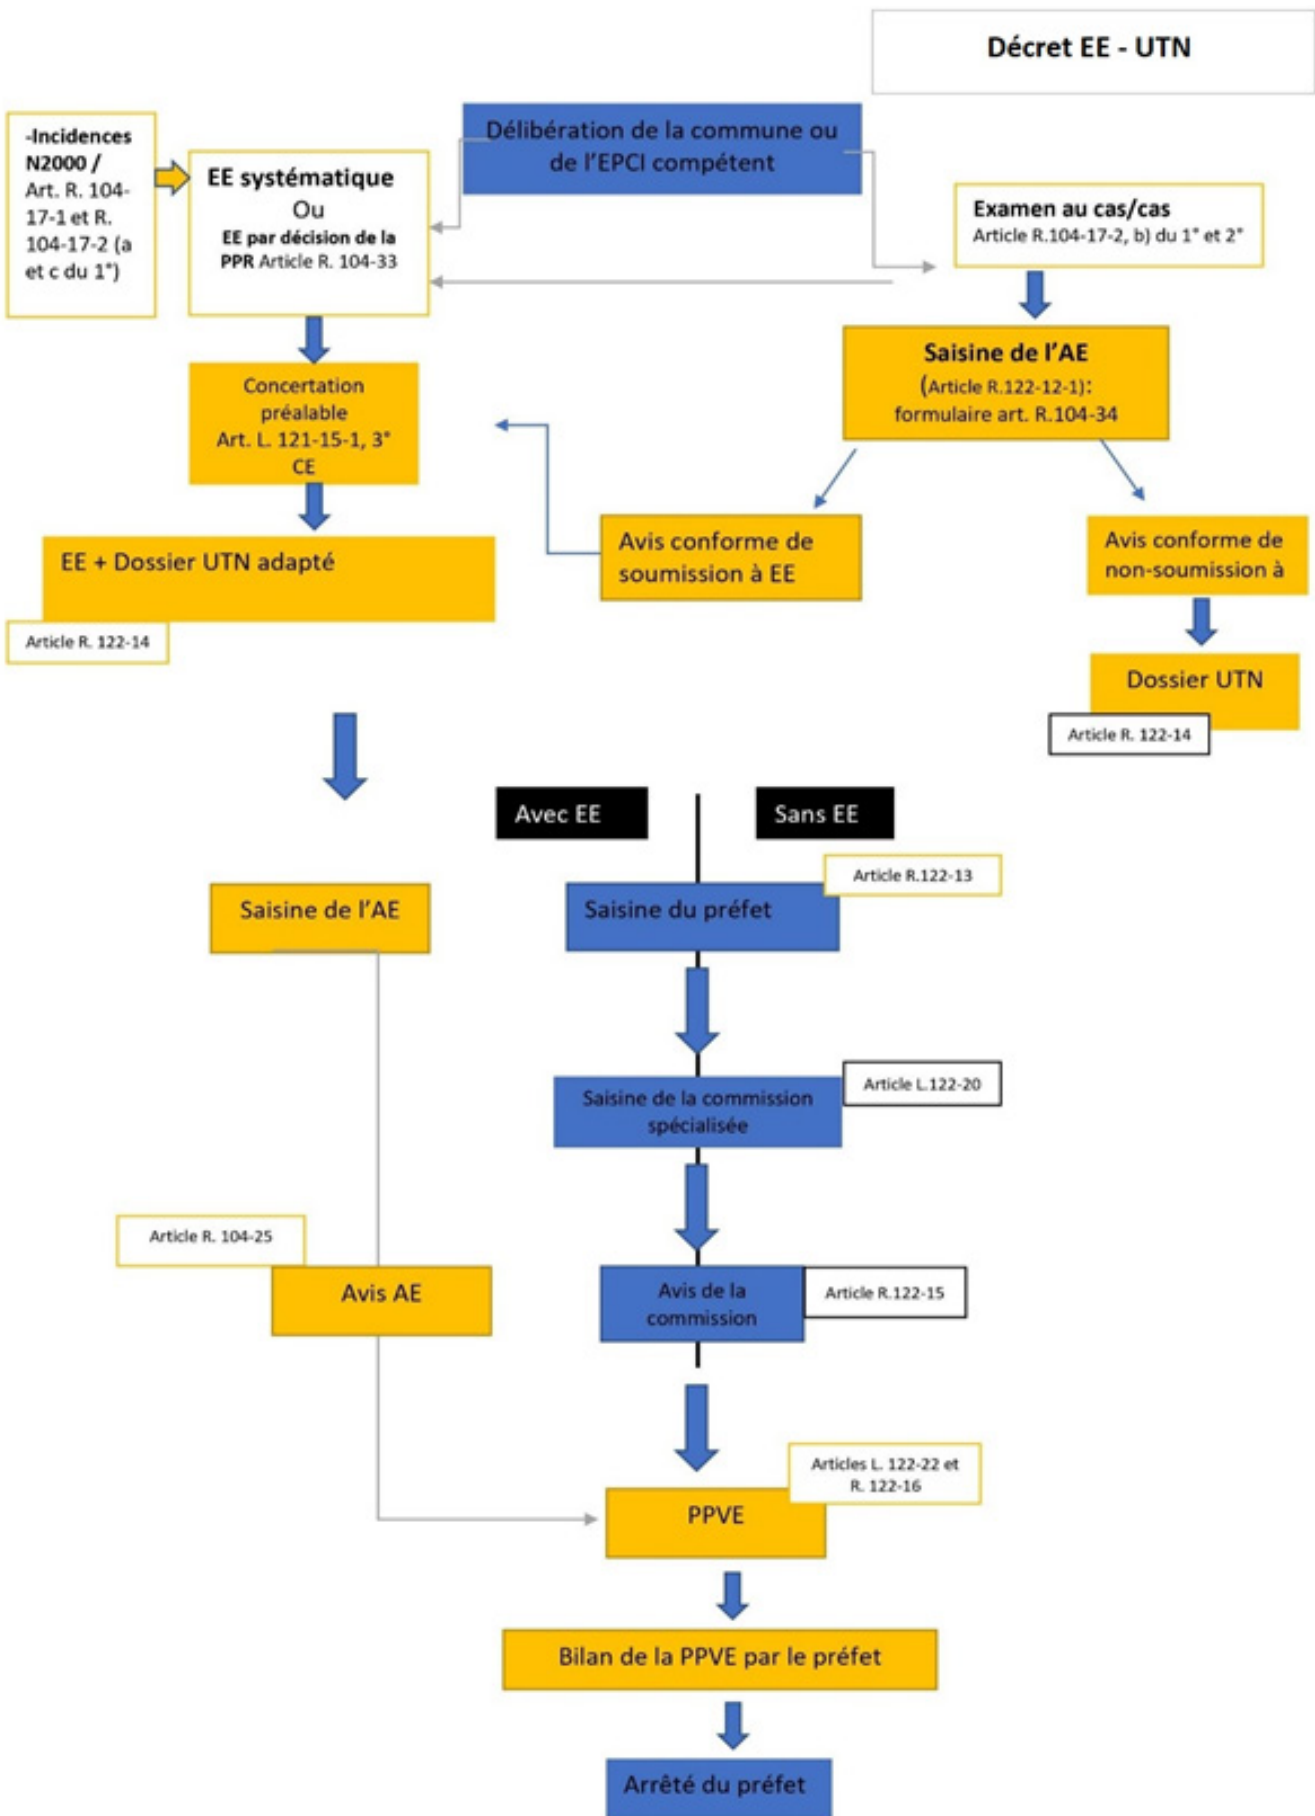 Décret EE - UTN
Délibération de la commune ou
de l'EPCI compétent
-Incidences
N2000 /
Art. R. 104-
17-1 et R.
104-17-2 (a
et c du 1°)
EE systématique
Ou
EE par décision de la
PPR Article R. 104-33
Examen au cas/cas
Article R.104-17-2, b) du 1° et 2°
Saisine de l'AE
(Article R.122-12-1):
formulaire art. R.104-34
Concertation
préalable
Art. L. 121-15-1, 3°
CE
Avis conforme de
soumission à EE
Avis conforme de
non-soumission à
EE + Dossier UTN adapté
Article R. 122-14
Dossier UTN
Article R. 122-14
Avec EE
Sans EE
Article R.122-13
Saisine de l'AE
Saisine du préfet
Article L.122-20
Saisine de la commission
spécialisée
Article R. 104-25
Avis AE
Avis de la
commission
Article R.122-15
Articles L. 122-22 et
R. 122-16
PPVE
Bilan de la PPVE par le préfet
Arrêté du préfet